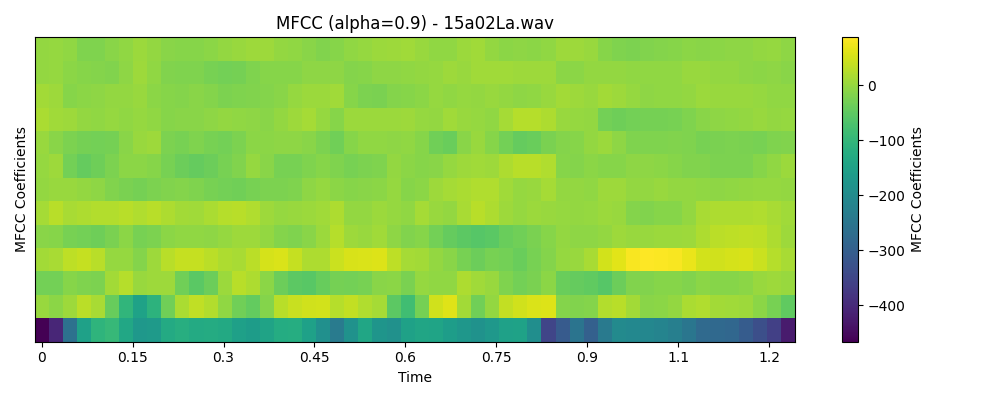 MFCC (alpha=0.9) - 15a02La.wav
MFCC Coefficients
0 0.15 0.3 0.45 0.6 0.75 0.9 1.1 1.2
Time
0
−100
−200
−300
−400
MFCC Coefficients